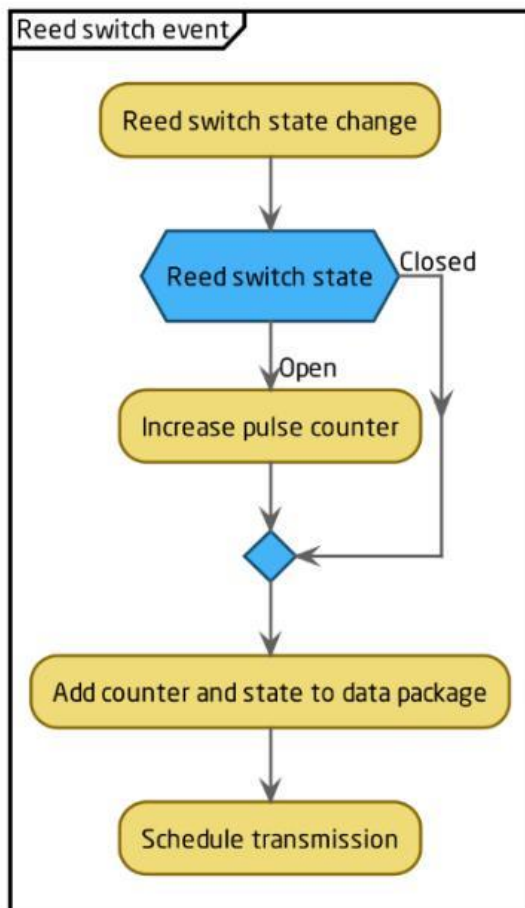 Reed switch event
Reed switch state change
Reed switch state
Closed
Open
Increase pulse counter
Add counter and state to data package
Schedule transmission